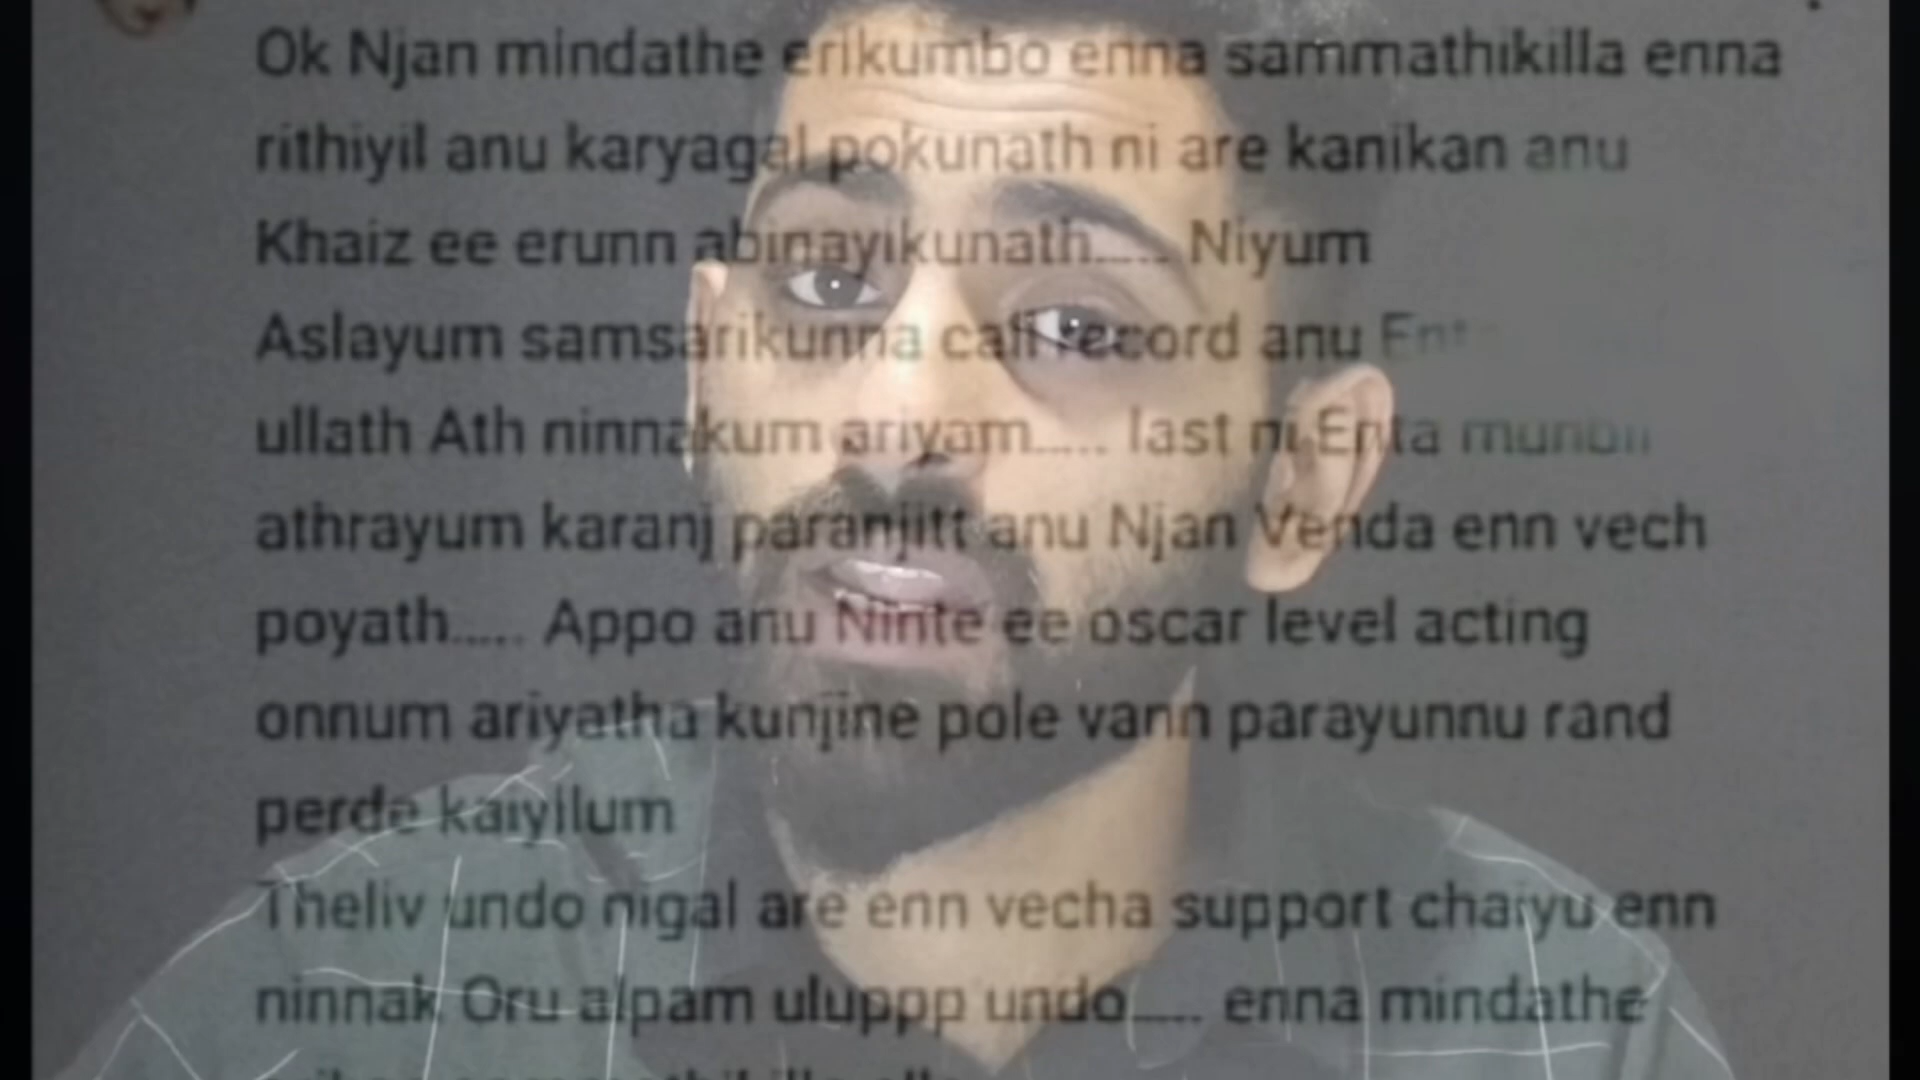 Ok Njan mindathe erikumbo enna sammathikilla enna
rithiyil anu karyagal pokunath ni are kanikan anu
Khaiz ee erunn abinayikunath..... Niyum
Aslayum samsarikunna call record anu Enta
ullath Ath ninnakum ariyam..... last ni Enta munbil
athrayum karanj paranjitt anu Njan Venda enn vech
poyath..... Appo anu Ninte ee oscar level acting
onnum ariyatha kunjine pole vann parayunnu rand
perde kaiyilum
Theliv undo nigal are enn vecha support chaiyu enn
ninnak Oru alpam uluppp undo..... enna mindathe